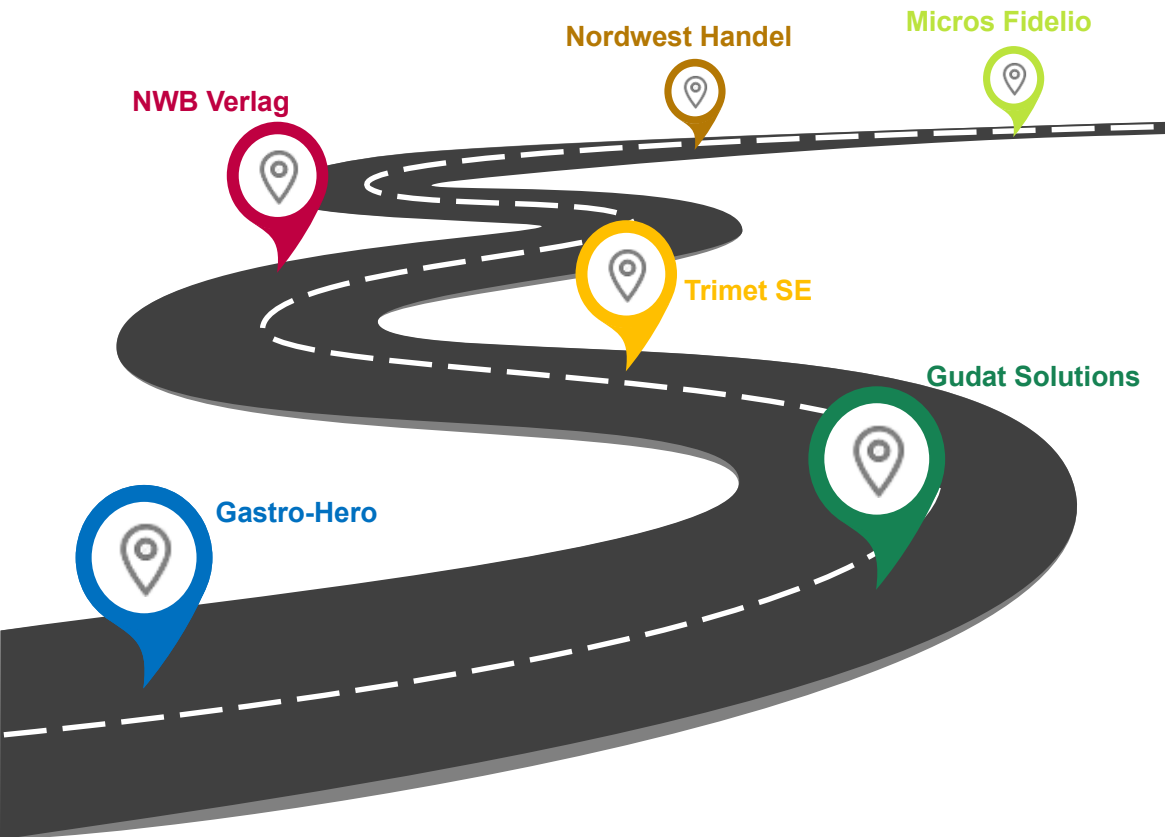 Micros Fidelio
Nordwest Handel
NWB Verlag
Trimet SE
Gudat Solutions
Gastro-Hero